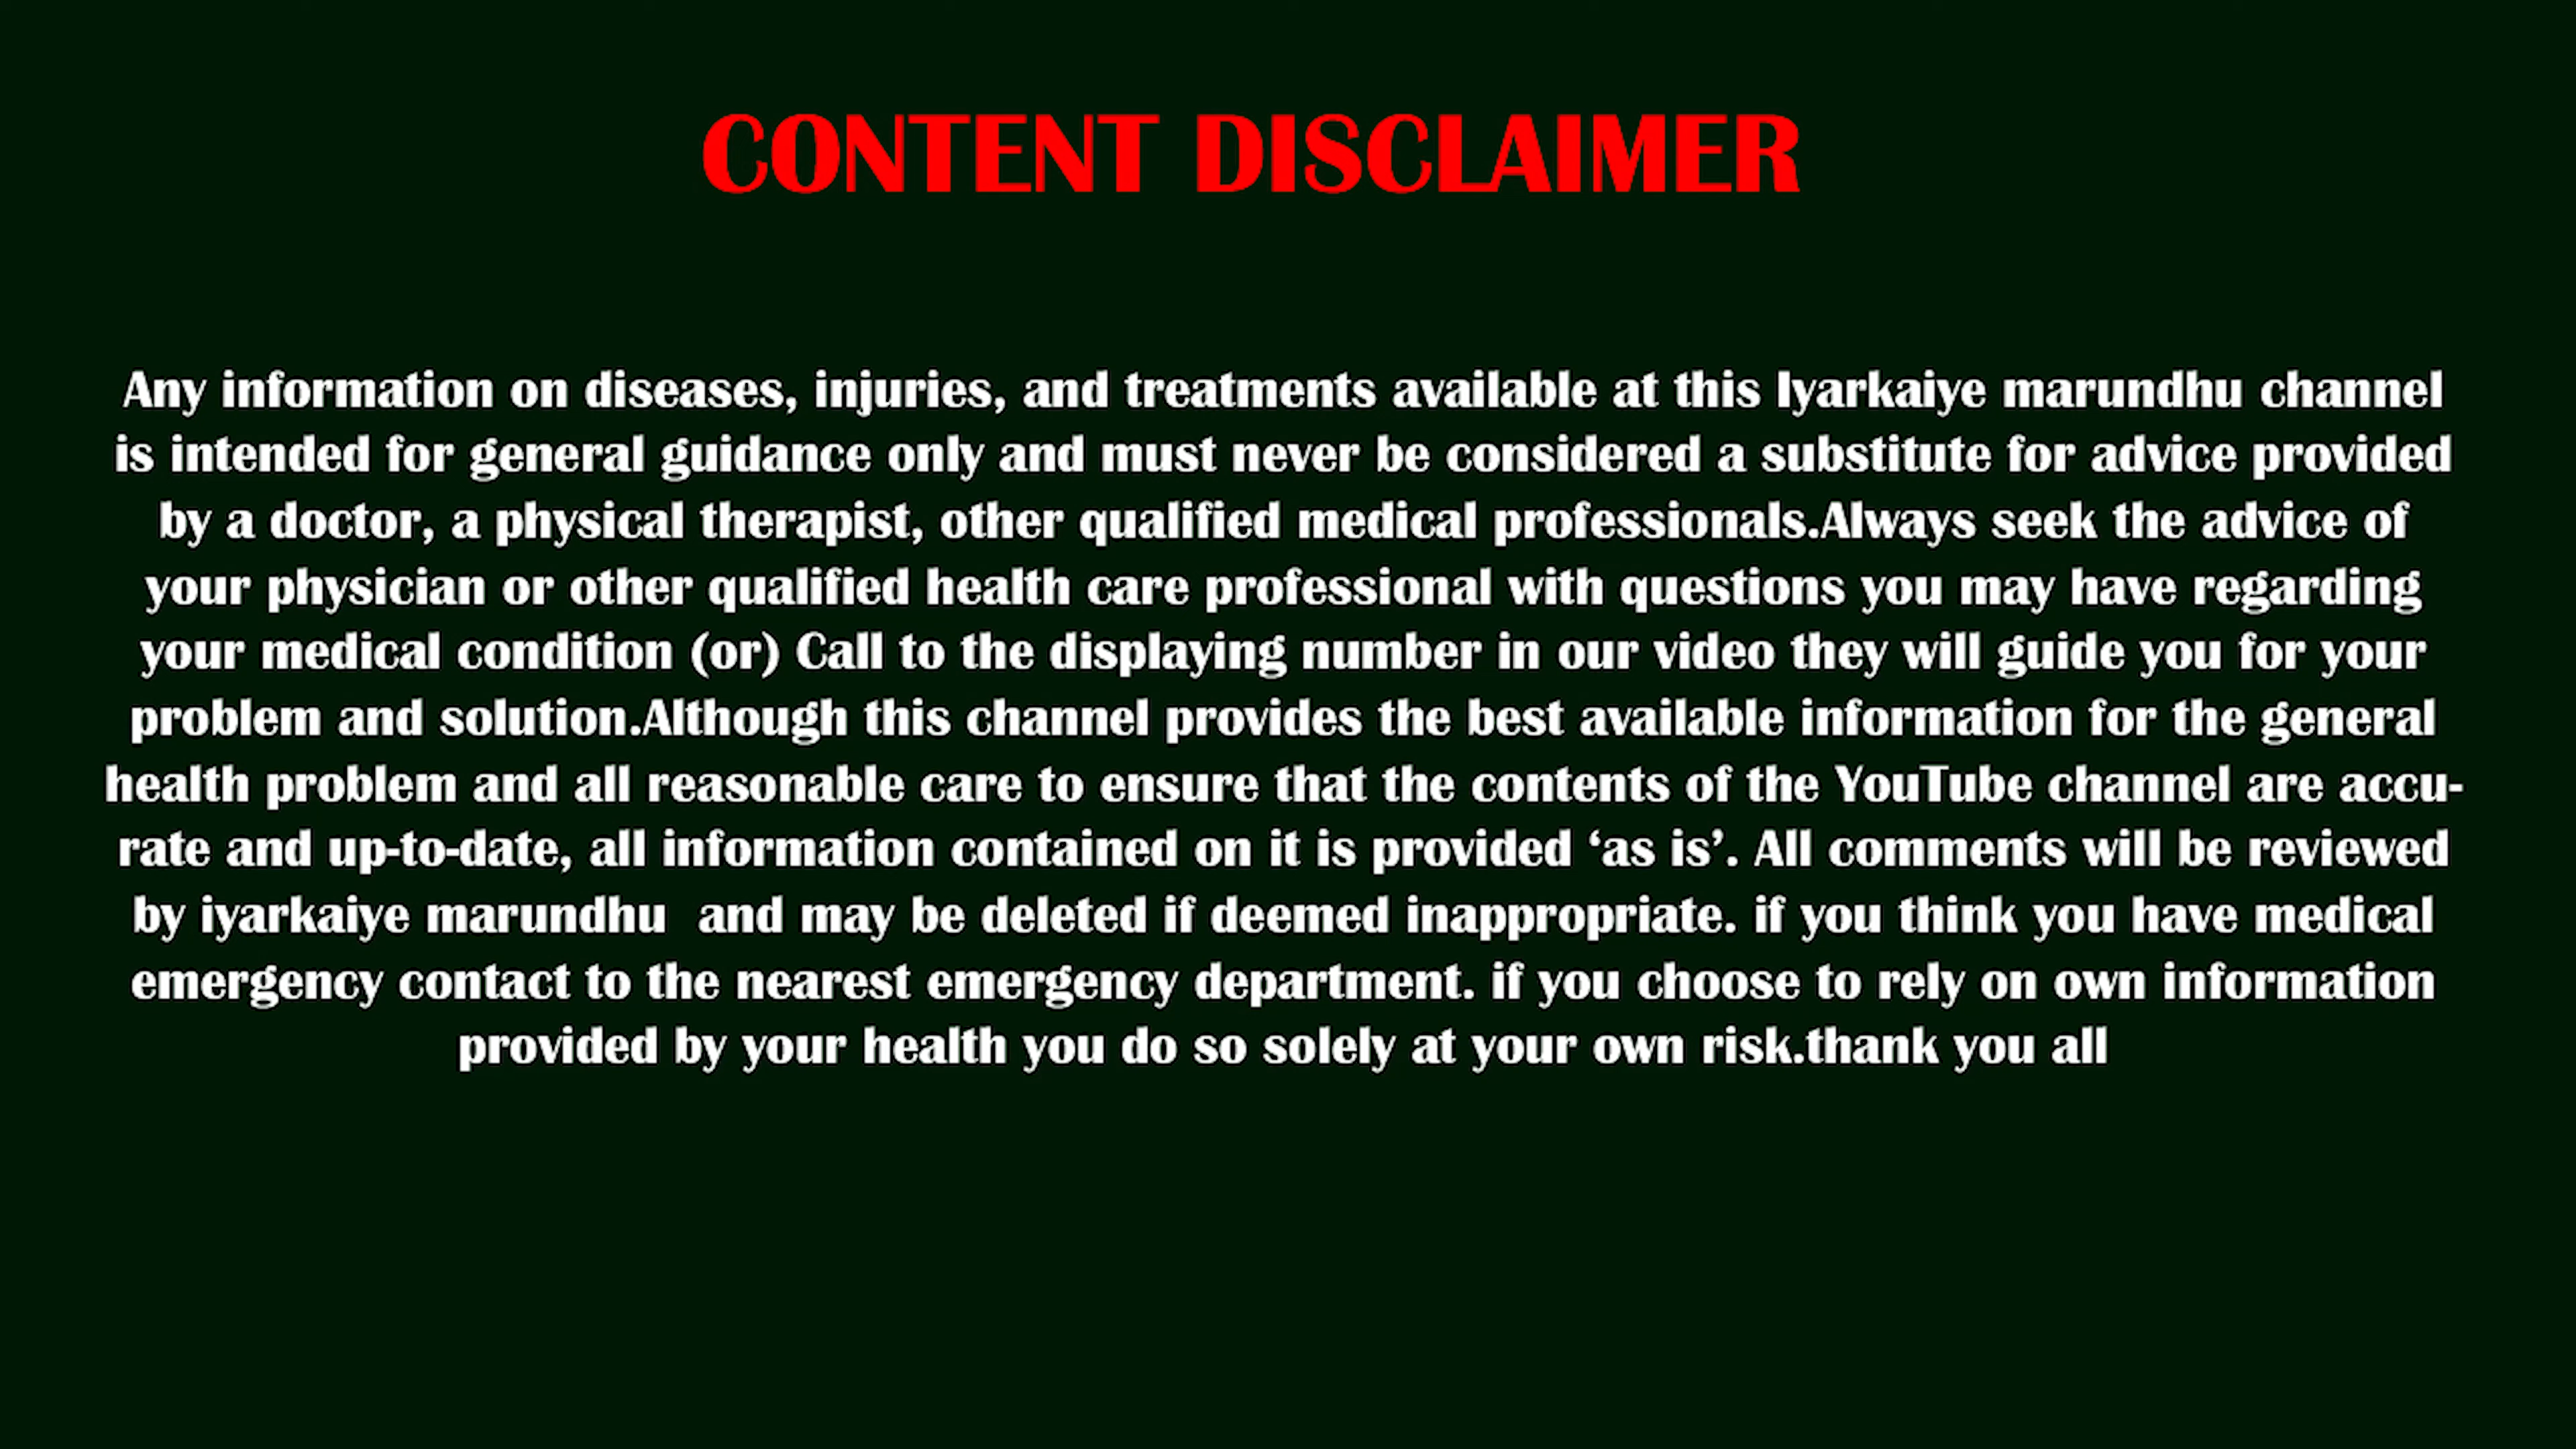 CONTENT DISCLAIMER
Any information on diseases, injuries, and treatments available at this Iyarkaiye marundhu channel
is intended for general guidance only and must never be considered a substitute for advice provided
by a doctor, a physical therapist, other qualified medical professionals.Always seek the advice of
your physician or other qualified health care professional with questions you may have regarding
your medical condition (or) Call to the displaying number in our video they will guide you for your
problem and solution.Although this channel provides the best available information for the general
health problem and all reasonable care to ensure that the contents of the YouTube channel are accu-
rate and up-to-date, all information contained on it is provided ‘as is’. All comments will be reviewed
by iyarkaiye marundhu  and may be deleted if deemed inappropriate. if you think you have medical
emergency contact to the nearest emergency department. if you choose to rely on own information
provided by your health you do so solely at your own risk.thank you all